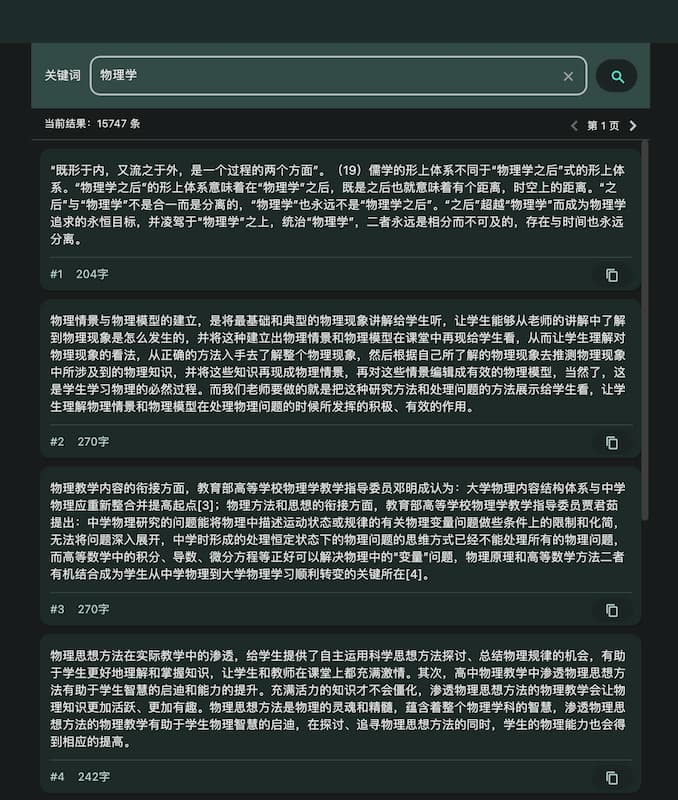 关键词
物理学
当前结果：15747 条
第 1 页
“既形于内，又流之于外，是一个过程的两个方面”。（19）儒学的形上体系不同于“物理学之后”式的形上体
系。“物理学之后”的形上体系意味着在“物理学”之后，既是之后也就意味着有个距离，时空上的距离。“之
后”与“物理学”不是合一而是分离的，“物理学”也永远不是“物理学之后”。“之后”超越“物理学”而成为物理学
追求的永恒目标，并凌驾于“物理学”之上，统治“物理学”，二者永远是相分而不可及的，存在与时间也永远
分离。
#1 204字
物理情景与物理模型的建立，是将最基础和典型的物理现象讲解给学生听，让学生能够从老师的讲解中了解
到物理现象是怎么发生的，并将这种建立出物理情景和物理模型在课堂中再现给学生看，从而让学生理解对
物理现象的看法，从正确的方法入手去了解整个物理现象，然后根据自己所了解的物理现象去推测物理现象
中所涉及到的物理知识，并将这些知识再现成物理情景，再对这些情景编辑成有效的物理模型，当然了，这
是学生学习物理的必然过程。而我们老师要做的就是把这种研究方法和处理问题的方法展示给学生看，让学
生理解物理情景和物理模型在处理物理问题的时候所发挥的积极、有效的作用。
#2 270字
物理教学内容的衔接方面，教育部高等学校物理学教学指导委员邓明成认为：大学物理内容结构体系与中学
物理应重新整合并提高起点[3]；物理方法和思想的衔接方面，教育部高等学校物理学教学指导委员贾君茹
提出：中学物理研究的问题能将物理中描述运动状态或规律的有关物理变量问题做些条件上的限制和化简，
无法将问题深入展开，中学时形成的处理恒定状态下的物理问题的思维方式已经不能处理所有的物理问题，
而高等数学中的积分、导数、微分方程等正好可以解决物理中的“变量”问题，物理原理和高等数学方法二者
有机结合成为学生从中学物理到大学物理学习顺利转变的关键所在[4]。
#3 270字
物理思想方法在实际教学中的渗透，给学生提供了自主运用科学思想方法探讨、总结物理规律的机会，有助
于学生更好地理解和掌握知识，让学生和教师在课堂上都充满激情。其次，高中物理教学中渗透物理思想方
法有助于学生智慧的启迪和能力的提升。充满活力的知识才不会僵化，渗透物理思想方法的物理教学会让物
理知识更加活跃、更加有趣。物理思想方法是物理的灵魂和精髓，蕴含着整个物理学科的智慧，渗透物理思
想方法的物理教学有助于学生物理智慧的启迪，在探讨、追寻物理思想方法的同时，学生的物理能力也会得
到相应的提高。
#4 242字